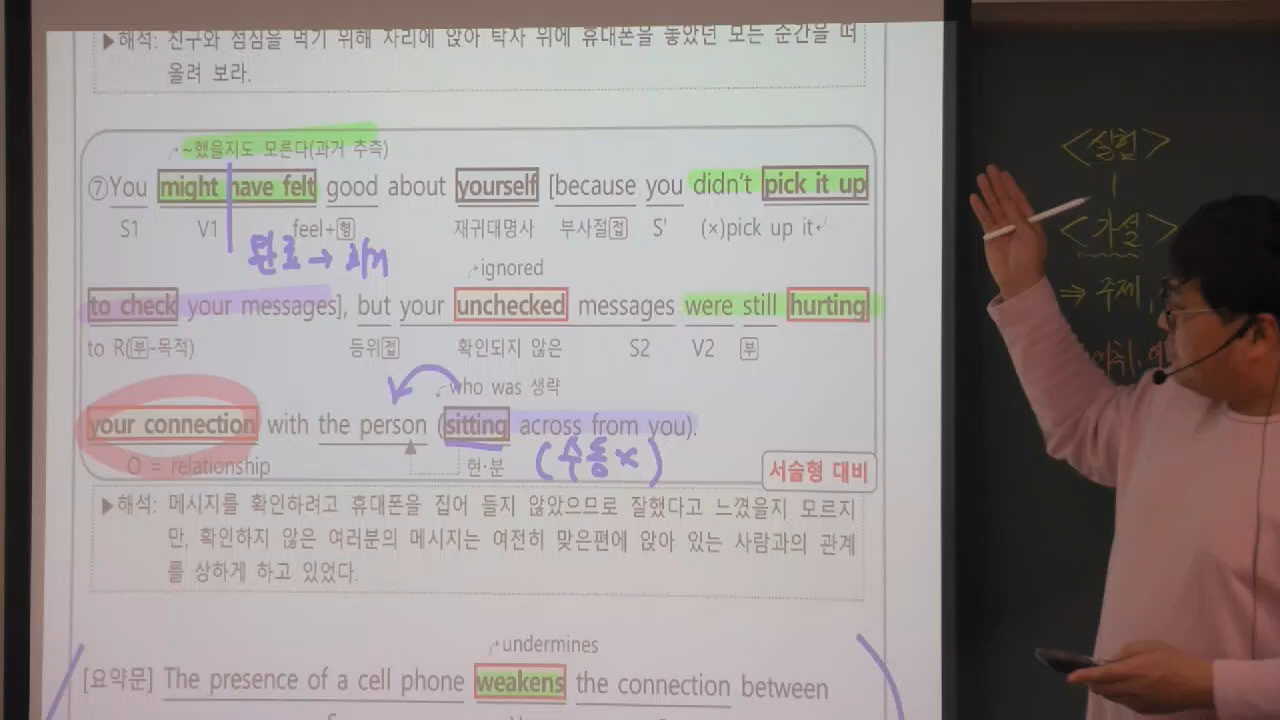 ▶해석: 친구와 점심을 먹기 위해 자리에 앉아 탁자 위에 휴대폰을 놓았던 모든 순간을 떠
올려 보라.
~했을지도 모른다(과거 추측)
⑦You might have felt good about yourself [because you didn't pick it up
S1 V1 feel+형 재귀대명사 부사절접 S' (×)pick up it
완료→과거
ignored
to check your messages], but your unchecked messages were still hurting
to R(부-목적) 등위접 확인되지 않은 S2 V2 부
who was 생략
your connection with the person (sitting across from you).
O = relationship 현·분 (수동×)
서술형 대비
▶해석: 메시지를 확인하려고 휴대폰을 집어 들지 않았으므로 잘했다고 느꼈을지 모르지
만, 확인하지 않은 여러분의 메시지는 여전히 맞은편에 앉아 있는 사람과의 관계
를 상하게 하고 있었다.
undermines
[요약문] The presence of a cell phone weakens the connection between
<실험>
<가설>
⇒ 주제,